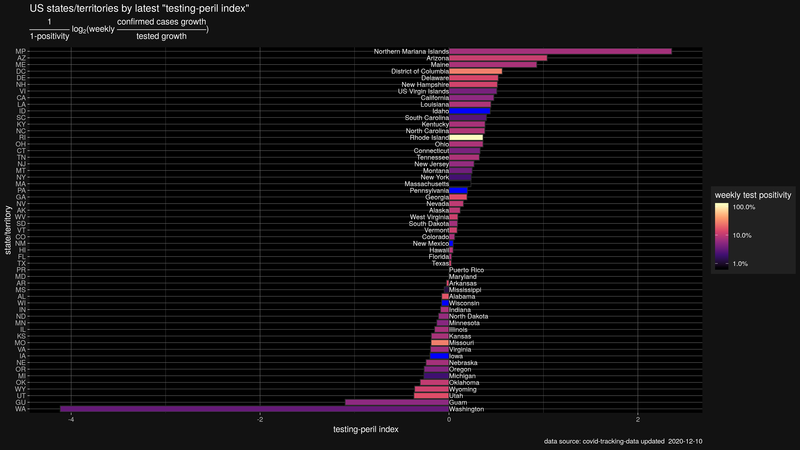 US states/territories by latest "testing-peril index"
1 confirmed cases growth
log2(weekly )
1-positivity tested growth
MP Northern Mariana Islands
AZ Arizona
ME Maine
DC District of Columbia
DE Delaware
NH New Hampshire
VI US Virgin Islands
CA California
LA Louisiana
ID Idaho
SC South Carolina
KY Kentucky
NC North Carolina
RI Rhode Island
OH Ohio
CT Connecticut
TN Tennessee
NJ New Jersey
MT Montana
NY New York
MA Massachusetts
PA Pennsylvania
GA Georgia
NV Nevada
AK Alaska
WV West Virginia
SD South Dakota
VT Vermont
CO Colorado
NM New Mexico
HI Hawaii
FL Florida
TX Texas
PR Puerto Rico
MD Maryland
AR Arkansas
MS Mississippi
AL Alabama
WI Wisconsin
IN Indiana
ND North Dakota
MN Minnesota
IL Illinois
KS Kansas
MO Missouri
VA Virginia
IA Iowa
NE Nebraska
OR Oregon
MI Michigan
OK Oklahoma
WY Wyoming
UT Utah
GU Guam
WA Washington
state/territory
-4 -2 0 2
testing-peril index
weekly test positivity
100.0%
10.0%
1.0%
data source: covid-tracking-data updated 2020-12-10